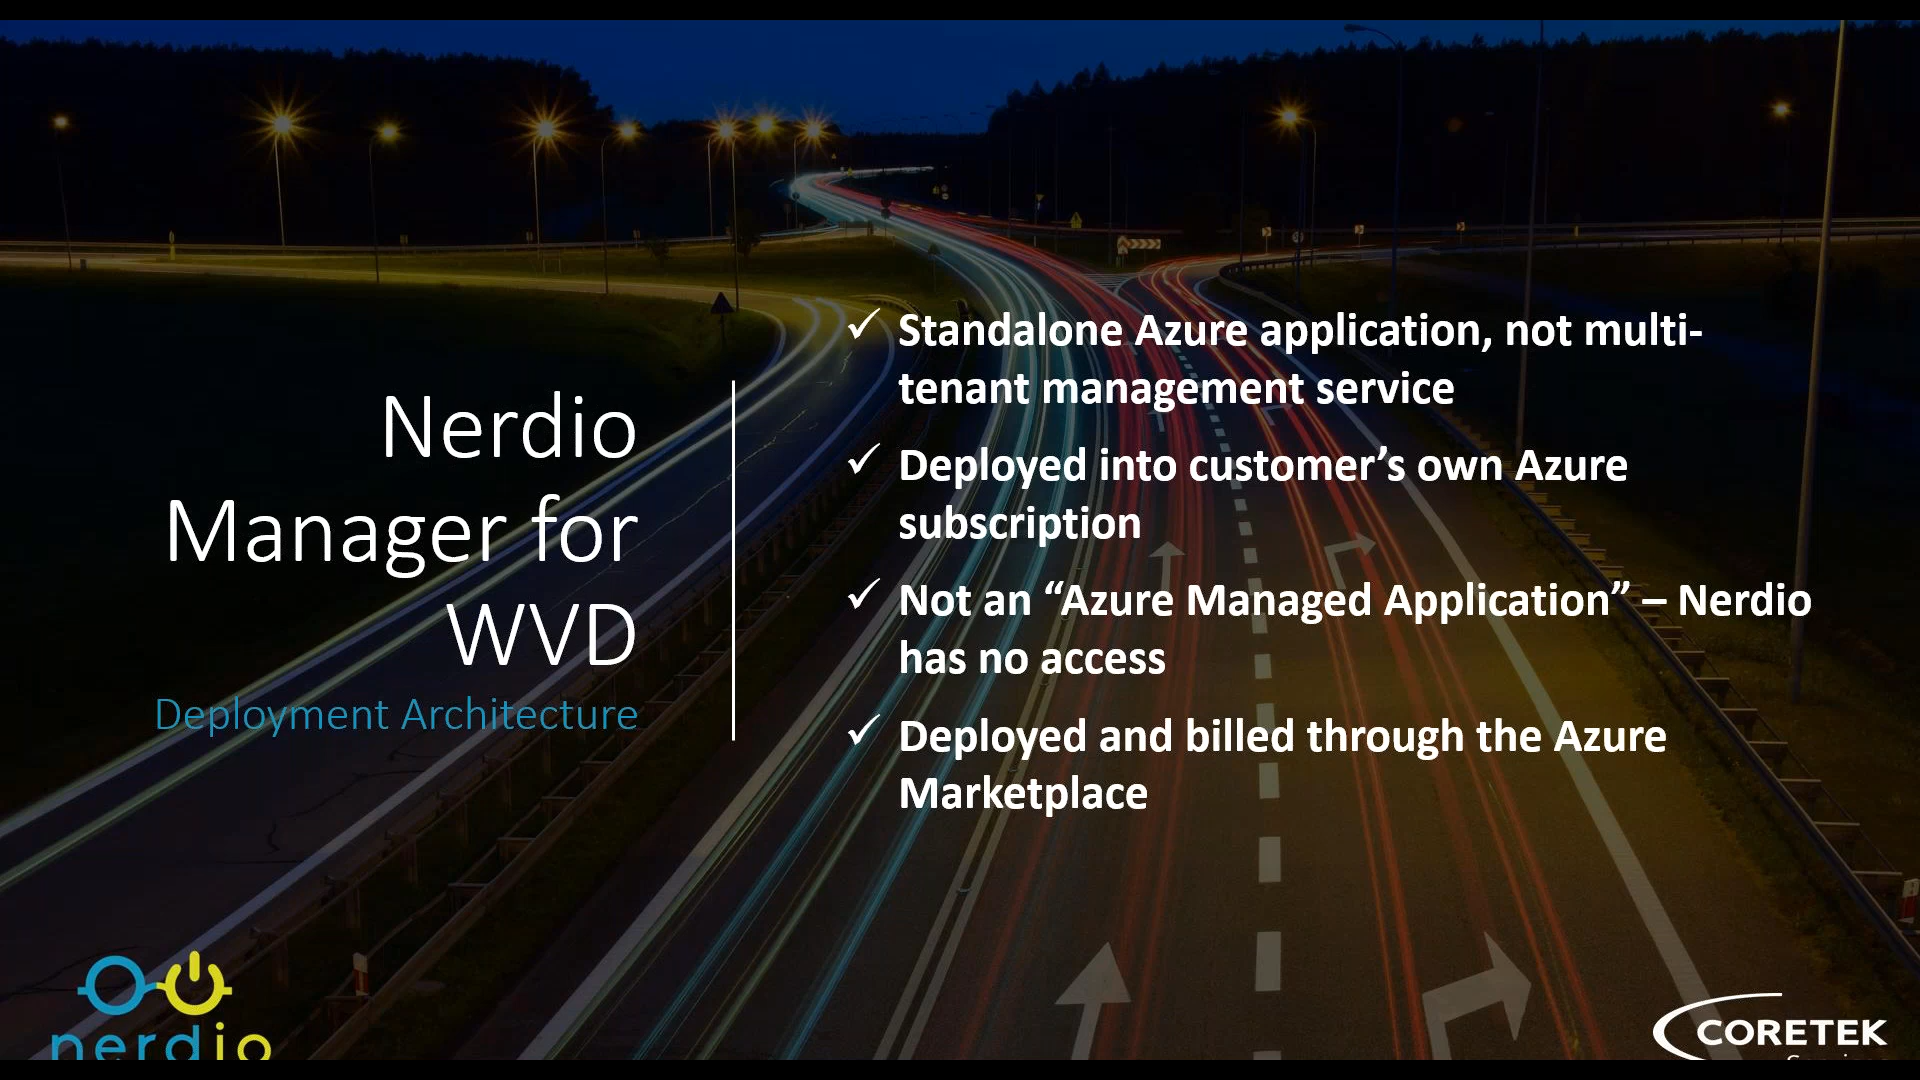 Nerdio
Manager for
WVD
Deployment Architecture
✓ Standalone Azure application, not multi-
tenant management service
✓ Deployed into customer’s own Azure
subscription
✓ Not an “Azure Managed Application” – Nerdio
has no access
✓ Deployed and billed through the Azure
Marketplace
nerdio
CORETEK